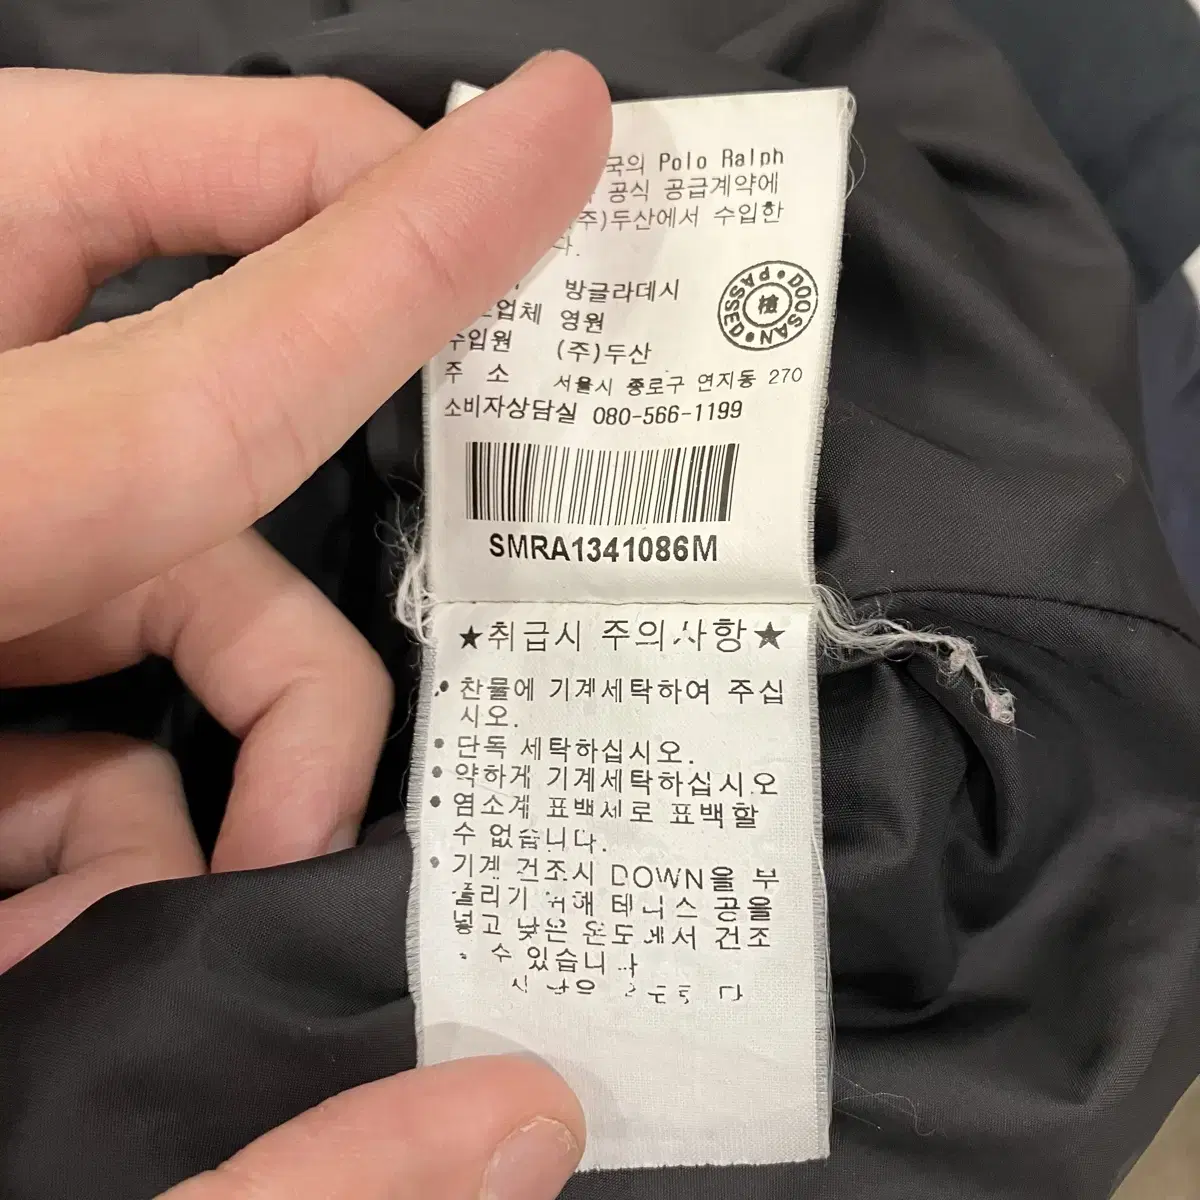 국의 Polo Ralph
공식 공급계약에
(주)두산에서 수입한
다.
방글라데시
업체 영원
수입원 (주)두산
주 소 서울시 종로구 연지동 270
소비자상담실 080-566-1199
DOOSAN PASSED
檢
SMRA1341086M
★취급시 주의사항★
• 찬물에 기계세탁하여 주십
시오.
• 단독 세탁하십시오.
• 약하게 기계세탁하십시오
• 염소계 표백제로 표백할
수 없습니다.
• 기계 건조시 DOWN을 부
풀리기 위해 테니스 공을
넣고 낮은 온도에서 건조
수 있습니다